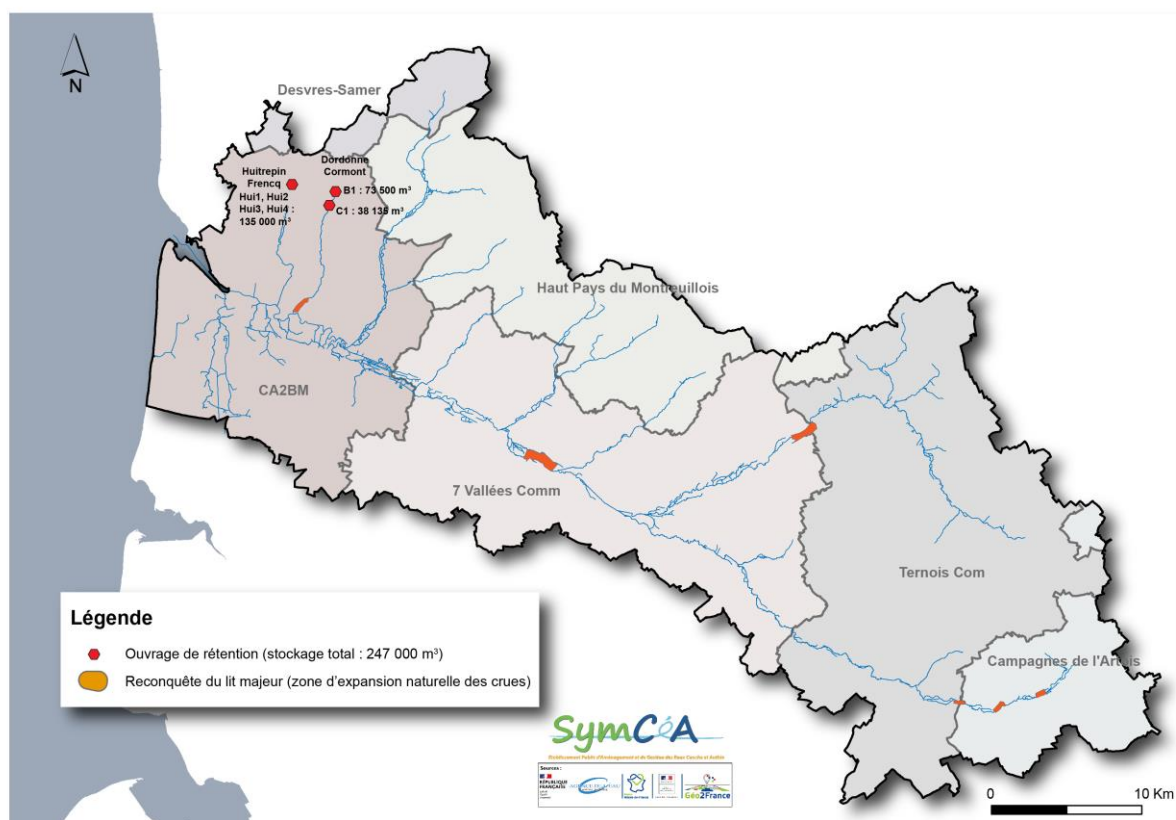 N
Desvres-Samer
Huitrepin
Frencq
Hui1, Hui2
Hui3, Hui4 :
135 000 m³
Dordonne
Cormont
B1 : 73 500 m³
C1 : 38 135 m³
Haut Pays du Montreuillois
CA2BM
7 Vallées Comm
Ternois Com
Campagnes de l'Artois
Légende
Ouvrage de rétention (stockage total : 247 000 m³)
Reconquête du lit majeur (zone d'expansion naturelle des crues)
SymCéA
Sources :
RÉPUBLIQUE
FRANÇAISE
Géo2France
0 10 Km